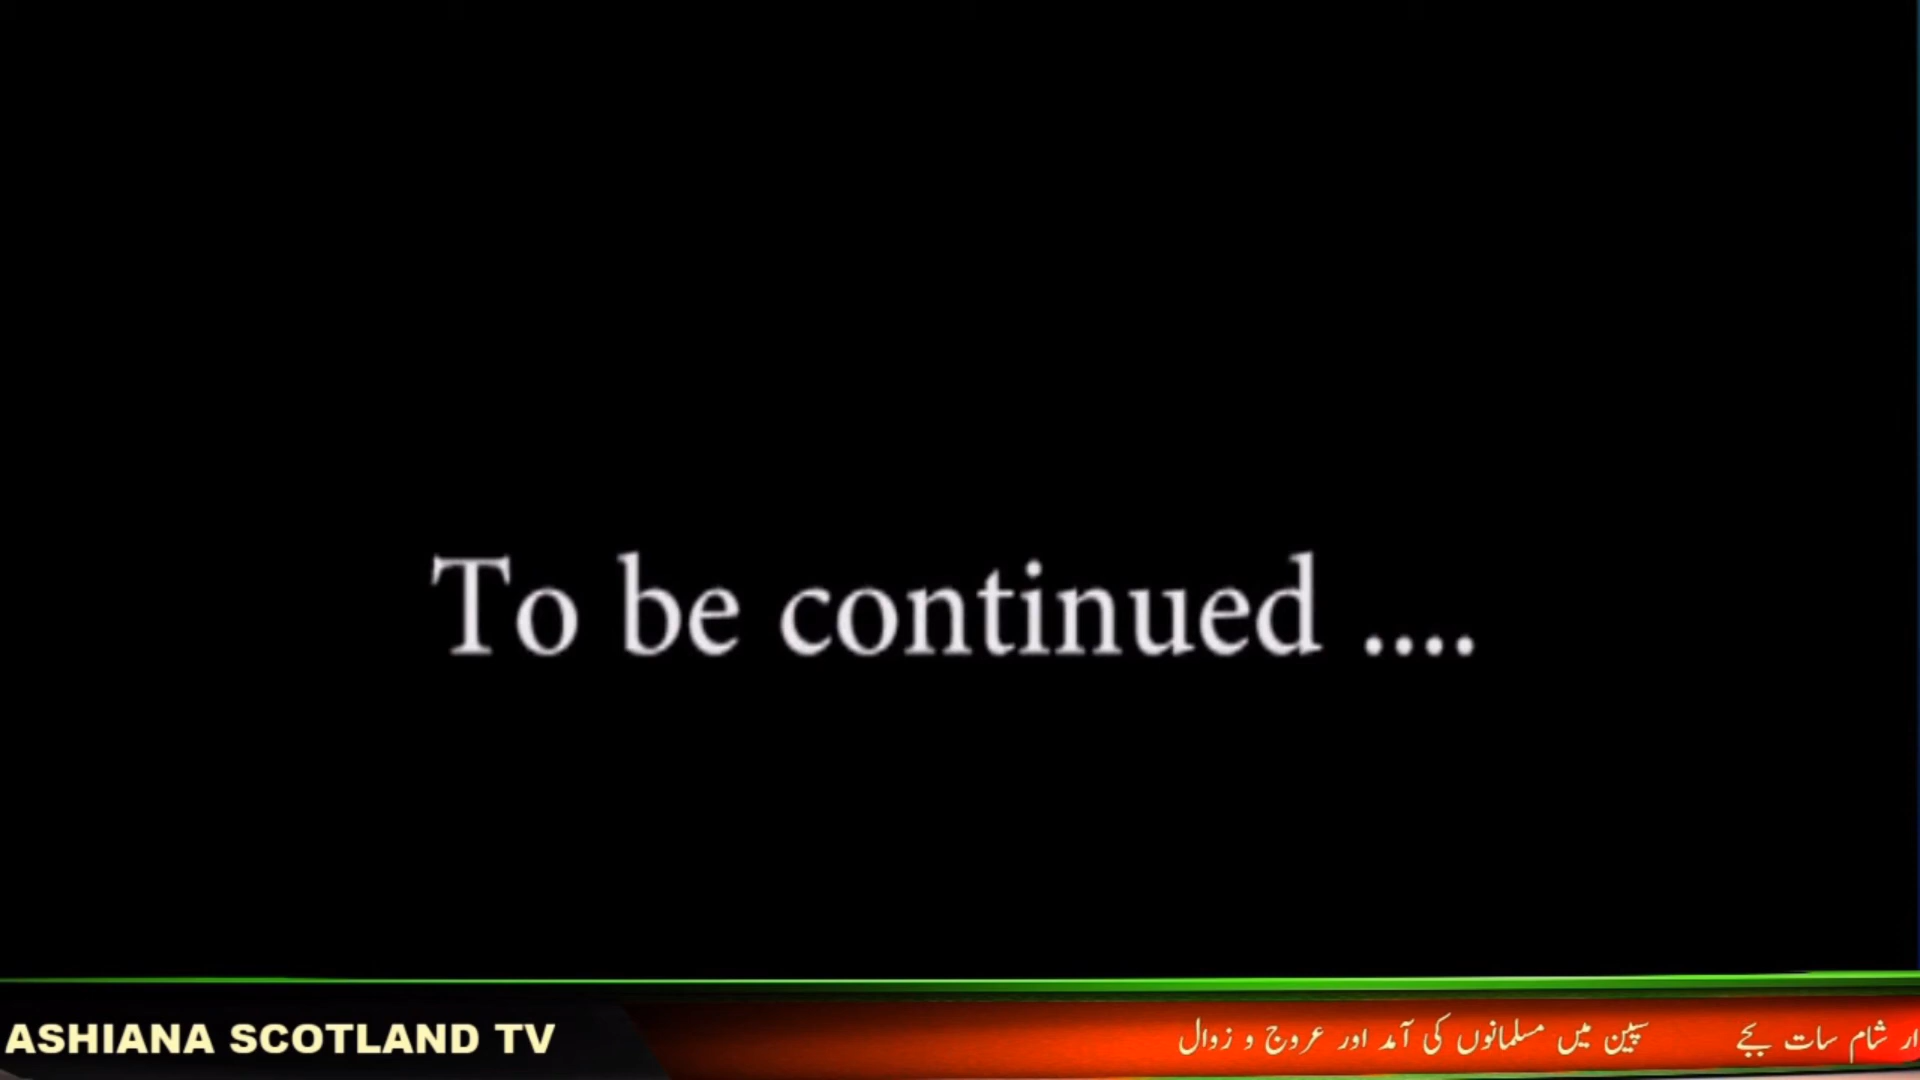 To be continued ....
ASHIANA SCOTLAND TV
شام سات بجے سپین میں مسلمانوں کی آمد اور عروج و زوال